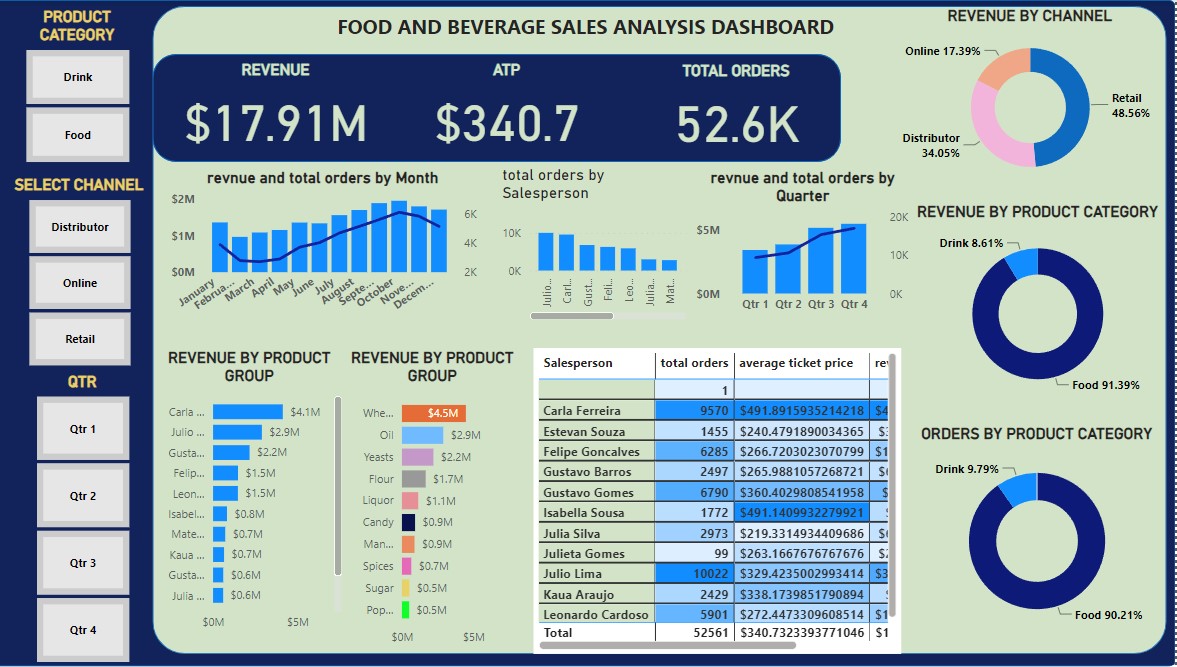 PRODUCT
CATEGORY
Drink
Food
SELECT CHANNEL
Distributor
Online
Retail
QTR
Qtr 1
Qtr 2
Qtr 3
Qtr 4
FOOD AND BEVERAGE SALES ANALYSIS DASHBOARD
REVENUE
$17.91M
ATP
$340.7
TOTAL ORDERS
52.6K
revnue and total orders by Month
$2M
$1M
$0M
6K
4K
2K
January
Februa...
March
April
May
June
July
August
Septe...
October
Nove...
Decem...
total orders by
Salesperson
10K
0K
Julio...
Carl...
Gust...
Feli...
Leo...
Julia...
Mat...
revnue and total orders by
Quarter
$5M
$0M
20K
10K
0K
Qtr 1
Qtr 2
Qtr 3
Qtr 4
REVENUE BY PRODUCT
GROUP
Carla ... $4.1M
Julio ... $2.9M
Gusta... $2.2M
Felip... $1.5M
Leon... $1.5M
Isabel... $0.8M
Mate... $0.7M
Kaua ... $0.7M
Gusta... $0.6M
Julia ... $0.6M
$0M $5M
REVENUE BY PRODUCT
GROUP
Whe... $4.5M
Oil $2.9M
Yeasts $2.2M
Flour $1.7M
Liquor $1.1M
Candy $0.9M
Man... $0.9M
Spices $0.7M
Sugar $0.5M
Pop... $0.5M
$0M $5M
Salesperson total orders average ticket price re
1
Carla Ferreira 9570 $491.8915935214218 $4
Estevan Souza 1455 $240.4791890034365 $
Felipe Goncalves 6285 $266.7203023070799 $1
Gustavo Barros 2497 $265.9881067268721 $
Gustavo Gomes 6790 $360.4029808541958 $
Isabella Sousa 1772 $491.1409932279921 $
Julia Silva 2973 $219.3314934409686 $
Julieta Gomes 99 $263.1667676767676 $
Julio Lima 10022 $329.4235002993414 $3
Kaua Araujo 2429 $338.1739851790894 $
Leonardo Cardoso 5901 $272.4473309608514 $1
Total 52561 $340.7323393771046 $1
REVENUE BY CHANNEL
Online 17.39%
Retail
48.56%
Distributor
34.05%
REVENUE BY PRODUCT CATEGORY
Drink 8.61%
Food 91.39%
ORDERS BY PRODUCT CATEGORY
Drink 9.79%
Food 90.21%